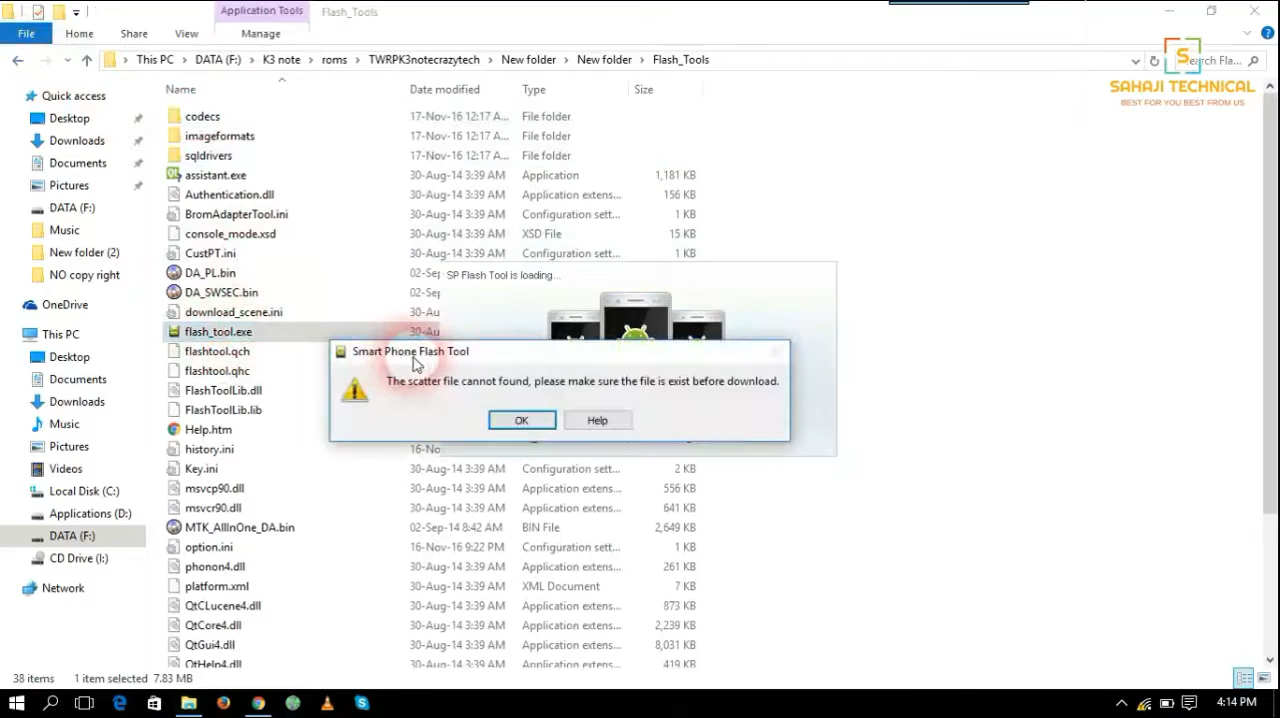 Application Tools
Flash_Tools
File
Home
Share
View
Manage
This PC
DATA (F:)
K3 note
roms
TWRPK3notecrazytech
New folder
New folder
Flash_Tools
Search Fla...
S
SAHAJI TECHNICAL
BEST FOR YOU BEST FROM US
Quick access
Desktop
Downloads
Documents
Pictures
DATA (F:)
Music
New folder (2)
NO copy right
OneDrive
This PC
Desktop
Documents
Downloads
Music
Pictures
Videos
Local Disk (C:)
Applications (D:)
DATA (F:)
CD Drive (I:)
Network
Name Date modified Type Size
codecs 17-Nov-16 12:17 A... File folder
imageformats 17-Nov-16 12:17 A... File folder
sqldrivers 17-Nov-16 12:17 A... File folder
assistant.exe 30-Aug-14 3:39 AM Application 1,181 KB
Authentication.dll 30-Aug-14 3:39 AM Application extens... 156 KB
BromAdapterTool.ini 30-Aug-14 3:39 AM Configuration sett... 1 KB
console_mode.xsd 30-Aug-14 3:39 AM XSD File 15 KB
CustPT.ini 30-Aug-14 3:39 AM Configuration sett... 1 KB
DA_PL.bin 02-Sep
DA_SWSEC.bin 02-Sep
download_scene.ini 30-Au
flash_tool.exe 30-Au
flashtool.qch
flashtool.qhc
FlashToolLib.dll
FlashToolLib.lib
Help.htm
history.ini 16-No
Key.ini 30-Aug-14 3:39 AM Configuration sett... 2 KB
msvcp90.dll 30-Aug-14 3:39 AM Application extens... 556 KB
msvcr90.dll 30-Aug-14 3:39 AM Application extens... 641 KB
MTK_AllInOne_DA.bin 02-Sep-14 8:42 AM BIN File 2,649 KB
option.ini 16-Nov-16 9:22 PM Configuration sett... 1 KB
phonon4.dll 30-Aug-14 3:39 AM Application extens... 261 KB
platform.xml 30-Aug-14 3:39 AM XML Document 7 KB
QtCLucene4.dll 30-Aug-14 3:39 AM Application extens... 873 KB
QtCore4.dll 30-Aug-14 3:39 AM Application extens... 2,239 KB
QtGui4.dll 30-Aug-14 3:39 AM Application extens... 8,031 KB
QtHelp4.dll 30-Aug-14 3:39 AM Application extens... 419 KB
SP Flash Tool is loading...
Smart Phone Flash Tool
The scatter file cannot found, please make sure the file is exist before download.
OK
Help
38 items
1 item selected 7.83 MB
4:14 PM